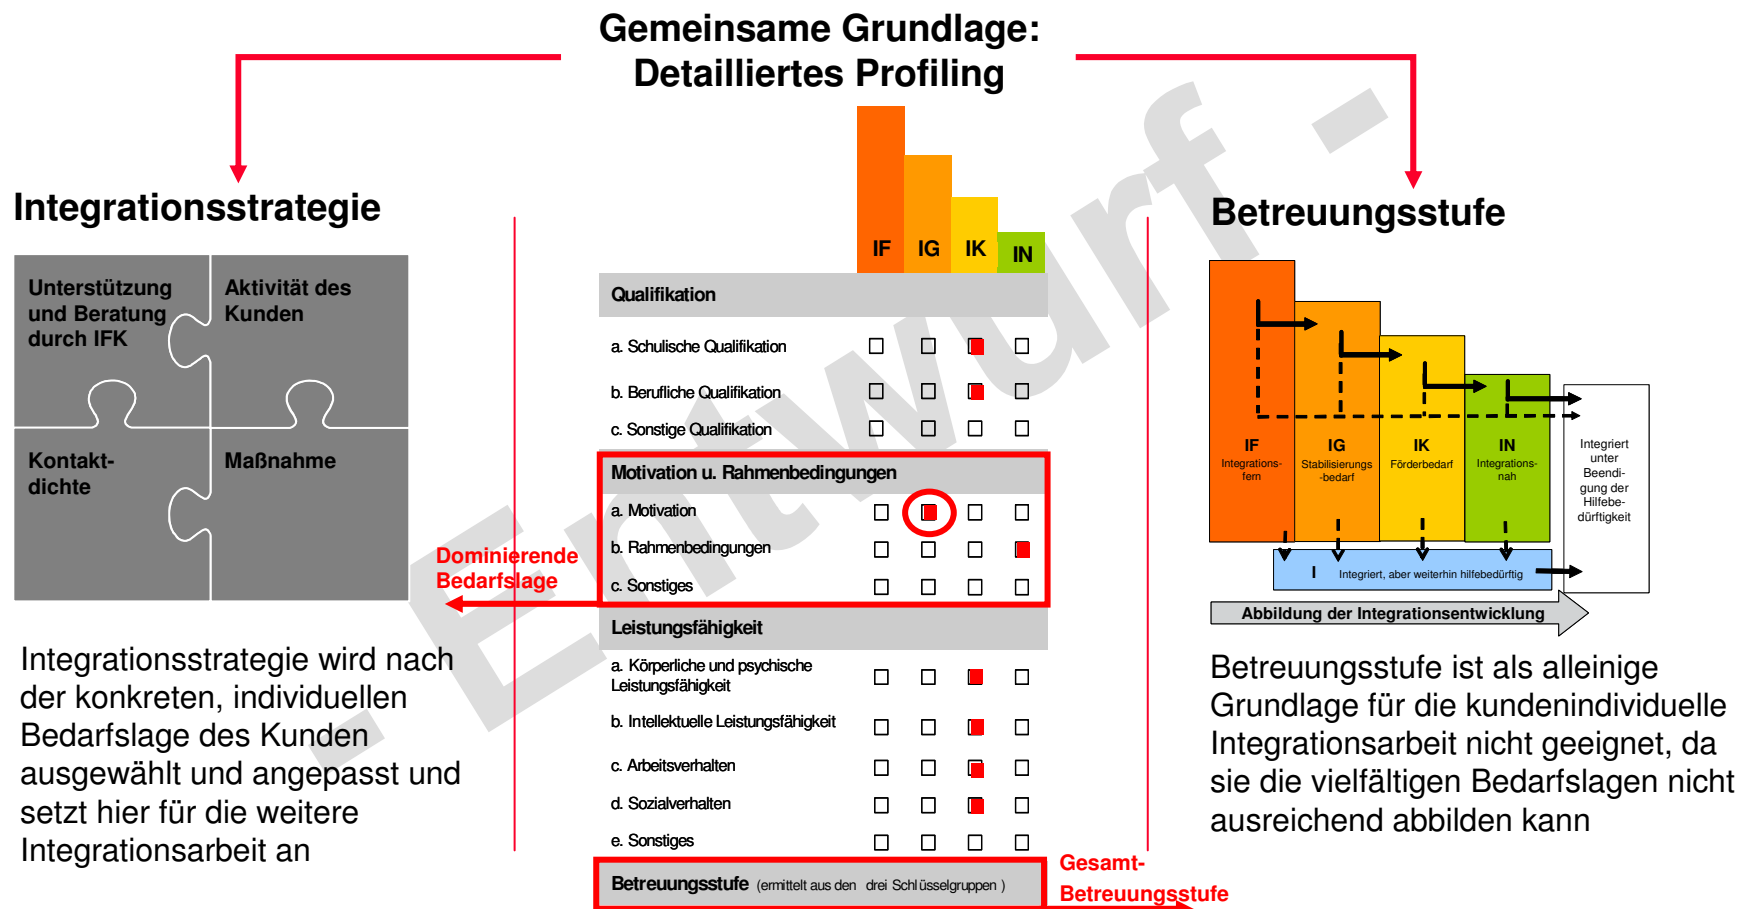 Gemeinsame Grundlage:
Detailliertes Profiling
Integrationsstrategie
Unterstützung
und Beratung
durch IFK
Aktivität des
Kunden
Kontakt-
dichte
Maßnahme
Integrationsstrategie wird nach
der konkreten, individuellen
Bedarfslage des Kunden
ausgewählt und angepasst und
setzt hier für die weitere
Integrationsarbeit an
IF IG IK IN
Qualifikation
a. Schulische Qualifikation
b. Berufliche Qualifikation
c. Sonstige Qualifikation
Motivation u. Rahmenbedingungen
a. Motivation
b. Rahmenbedingungen
c. Sonstiges
Dominierende
Bedarfslage
Leistungsfähigkeit
a. Körperliche und psychische
Leistungsfähigkeit
b. Intellektuelle Leistungsfähigkeit
c. Arbeitsverhalten
d. Sozialverhalten
e. Sonstiges
Betreuungsstufe (ermittelt aus den drei Schlüsselgruppen )
Gesamt-
Betreuungsstufe
Betreuungsstufe
IF
Integrations-
fern
IG
Stabilisierungs
-bedarf
IK
Förderbedarf
IN
Integrations-
nah
Integriert
unter
Beendi-
gung der
Hilfebe-
dürftigkeit
I Integriert, aber weiterhin hilfebedürftig
Abbildung der Integrationsentwicklung
Betreuungsstufe ist als alleinige
Grundlage für die kundenindividuelle
Integrationsarbeit nicht geeignet, da
sie die vielfältigen Bedarfslagen nicht
ausreichend abbilden kann
- Entwurf -